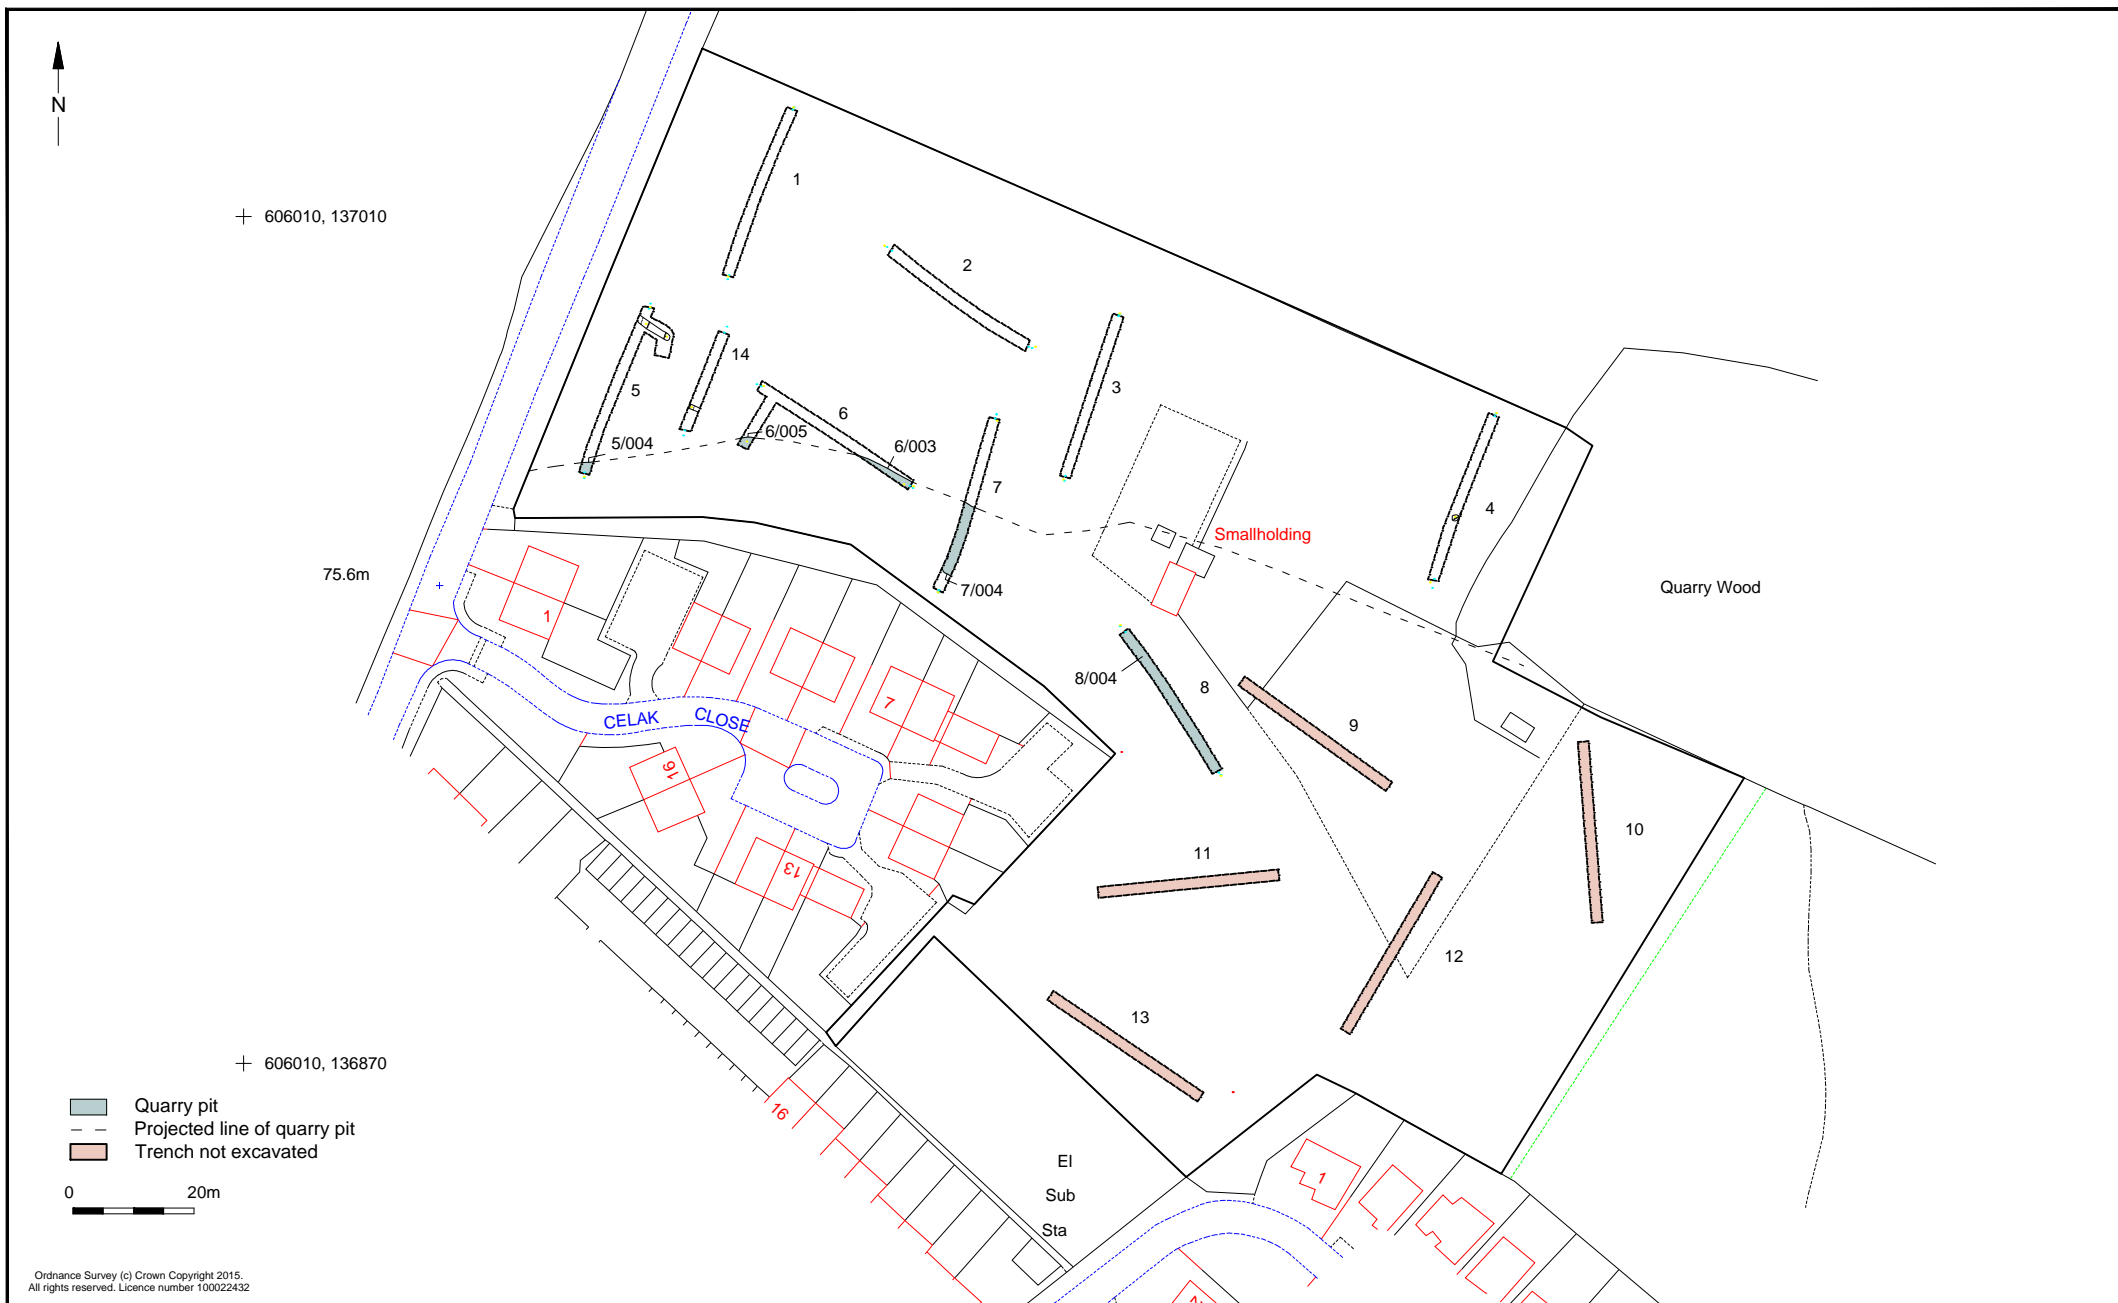 N
606010, 137010
1
2
14
5
3
6
6/005
6/003
5/004
7
4
Smallholding
75.6m
Quarry Wood
7/004
1
8/004
8
7
9
CELAK CLOSE
16
10
11
13
12
13
606010, 136870
Quarry pit
Projected line of quarry pit
Trench not excavated
16
El
Sub
Sta
1
0 20m
Ordnance Survey (c) Crown Copyright 2015.
All rights reserved. Licence number 100022432